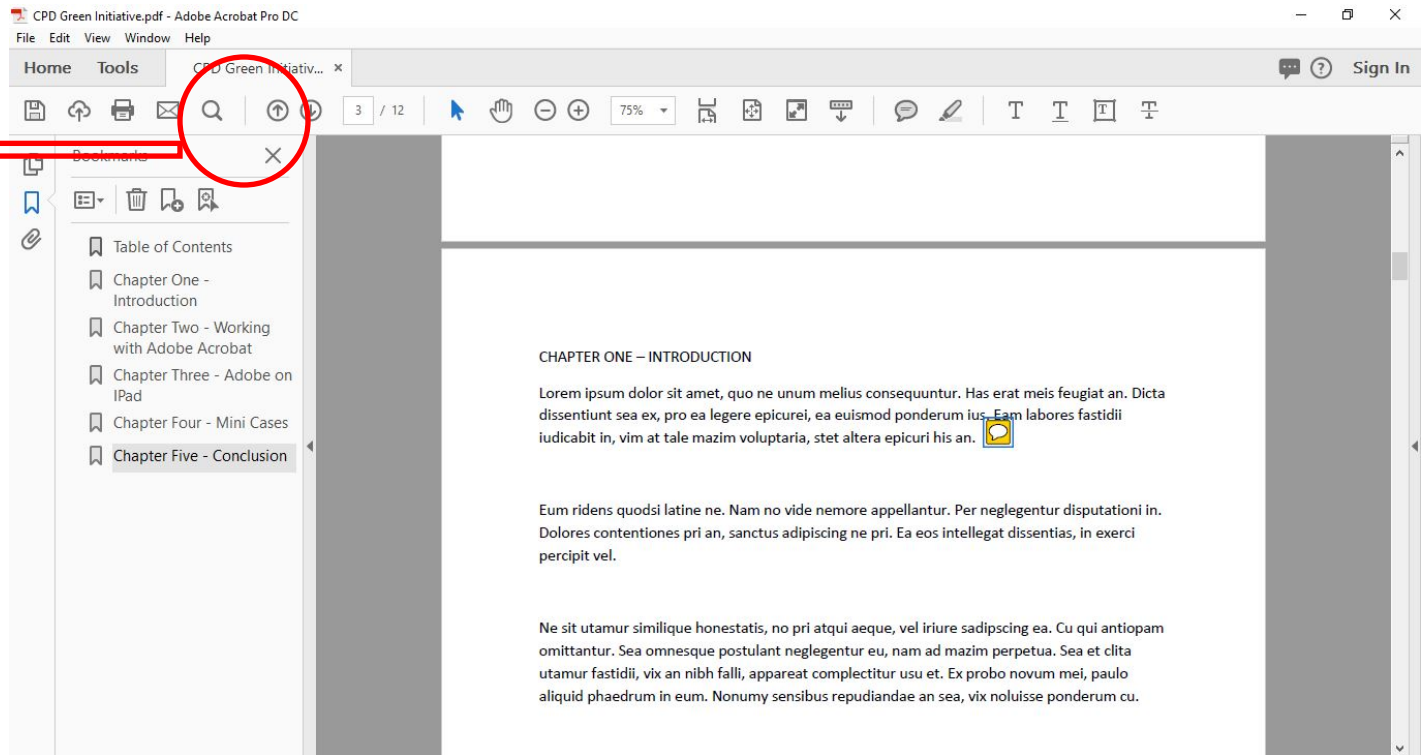 CPD Green Initiative.pdf - Adobe Acrobat Pro DC
File Edit View Window Help
Home Tools CPD Green Initiativ... × Sign In
3 / 12 75% T T T T
Bookmarks
Table of Contents
Chapter One -
Introduction
Chapter Two - Working
with Adobe Acrobat
Chapter Three - Adobe on
IPad
Chapter Four - Mini Cases
Chapter Five - Conclusion
CHAPTER ONE – INTRODUCTION
Lorem ipsum dolor sit amet, quo ne unum melius consequuntur. Has erat meis feugiat an. Dicta
dissentiunt sea ex, pro ea legere epicurei, ea euismod ponderum ius. Eam labores fastidii
iudicabit in, vim at tale mazim voluptaria, stet altera epicuri his an.
Eum ridens quodsi latine ne. Nam no vide nemore appellantur. Per neglegentur disputationi in.
Dolores contentiones pri an, sanctus adipiscing ne pri. Ea eos intellegat dissentias, in exerci
percipit vel.
Ne sit utamur similique honestatis, no pri atqui aeque, vel iriure sadipscing ea. Cu qui antiopam
omittantur. Sea omnesque postulant neglegentur eu, nam ad mazim perpetua. Sea et clita
utamur fastidii, vix an nibh falli, appareat complectitur usu et. Ex probo novum mei, paulo
aliquid phaedrum in eum. Nonumy sensibus repudiandae an sea, vix noluisse ponderum cu.